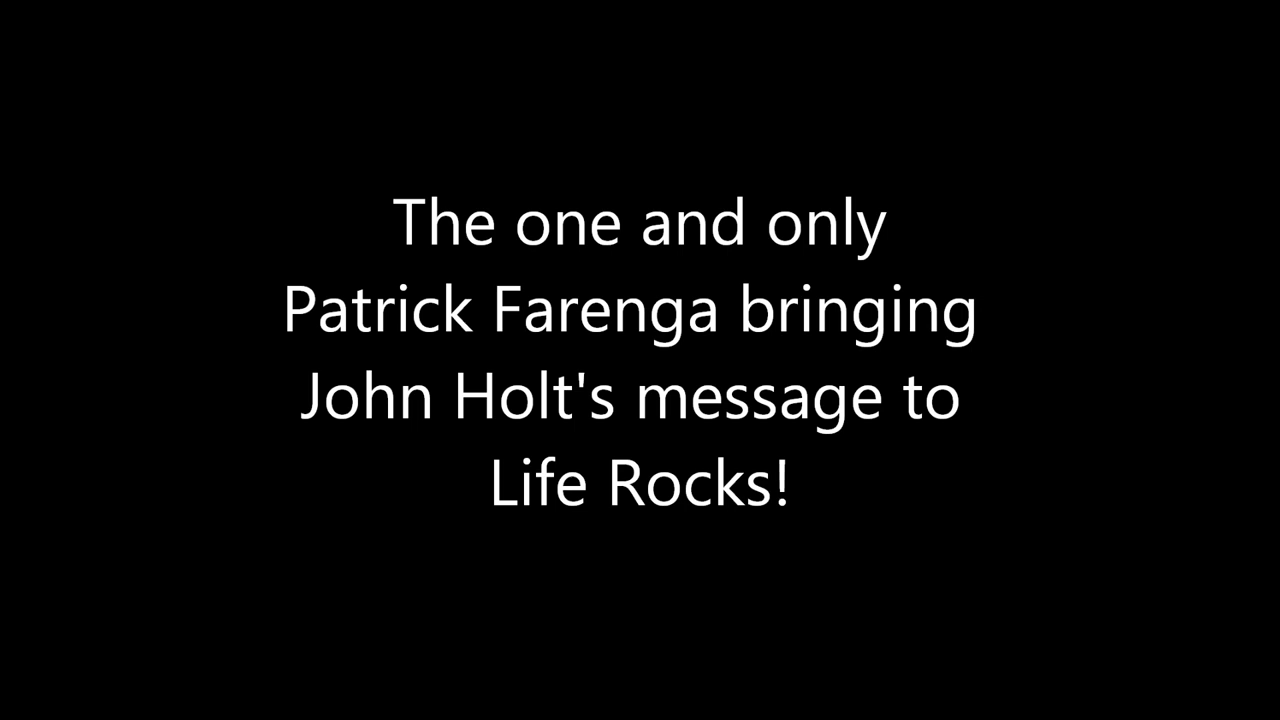 The one and only
Patrick Farenga bringing
John Holt's message to
Life Rocks!